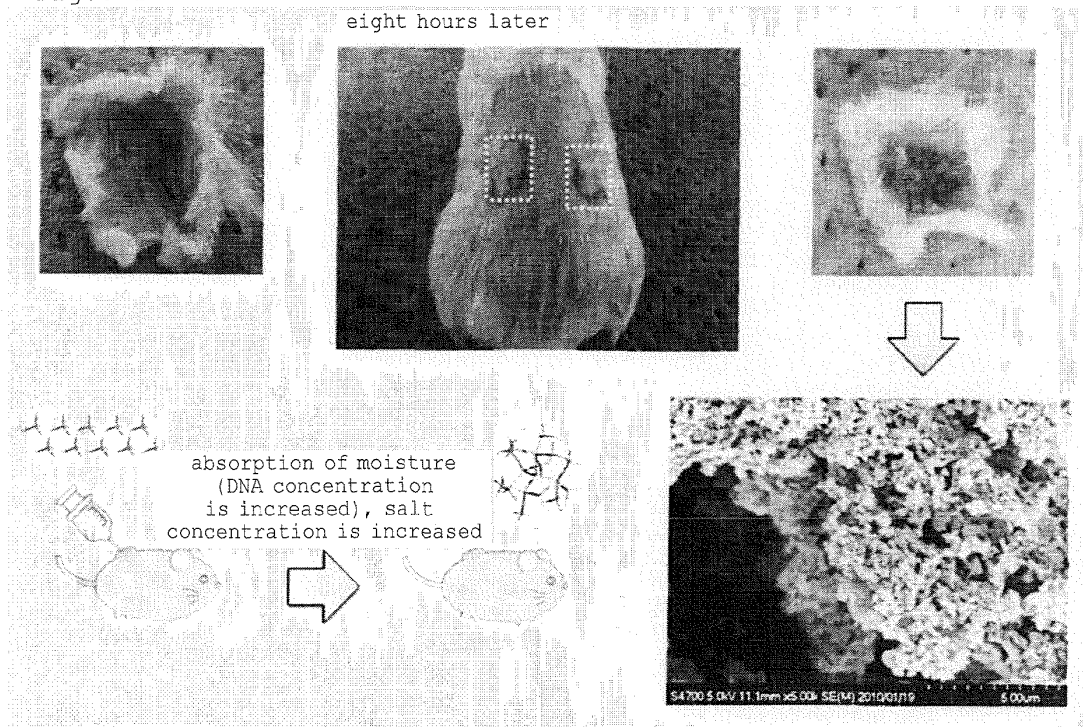 eight hours later
absorption of moisture
(DNA concentration
is increased), salt
concentration is increased
S4700 5.0kV 11.1mm x5.00k SE(M) 2010/01/19
5.00um